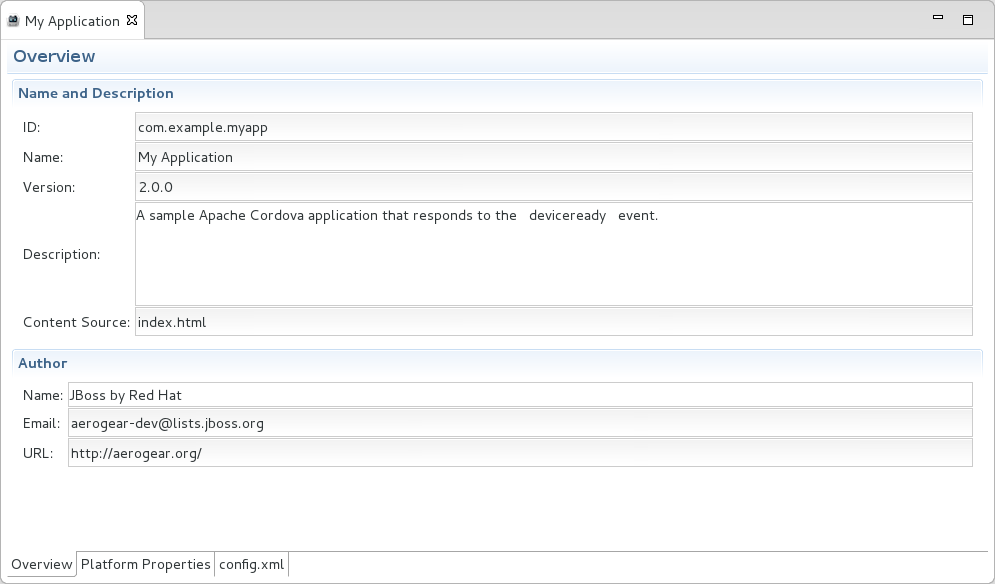 My Application
Overview
Name and Description
ID: com.example.myapp
Name: My Application
Version: 2.0.0
Description: A sample Apache Cordova application that responds to the   deviceready   event.
Content Source: index.html
Author
Name: JBoss by Red Hat
Email: aerogear-dev@lists.jboss.org
URL: http://aerogear.org/
Overview Platform Properties config.xml